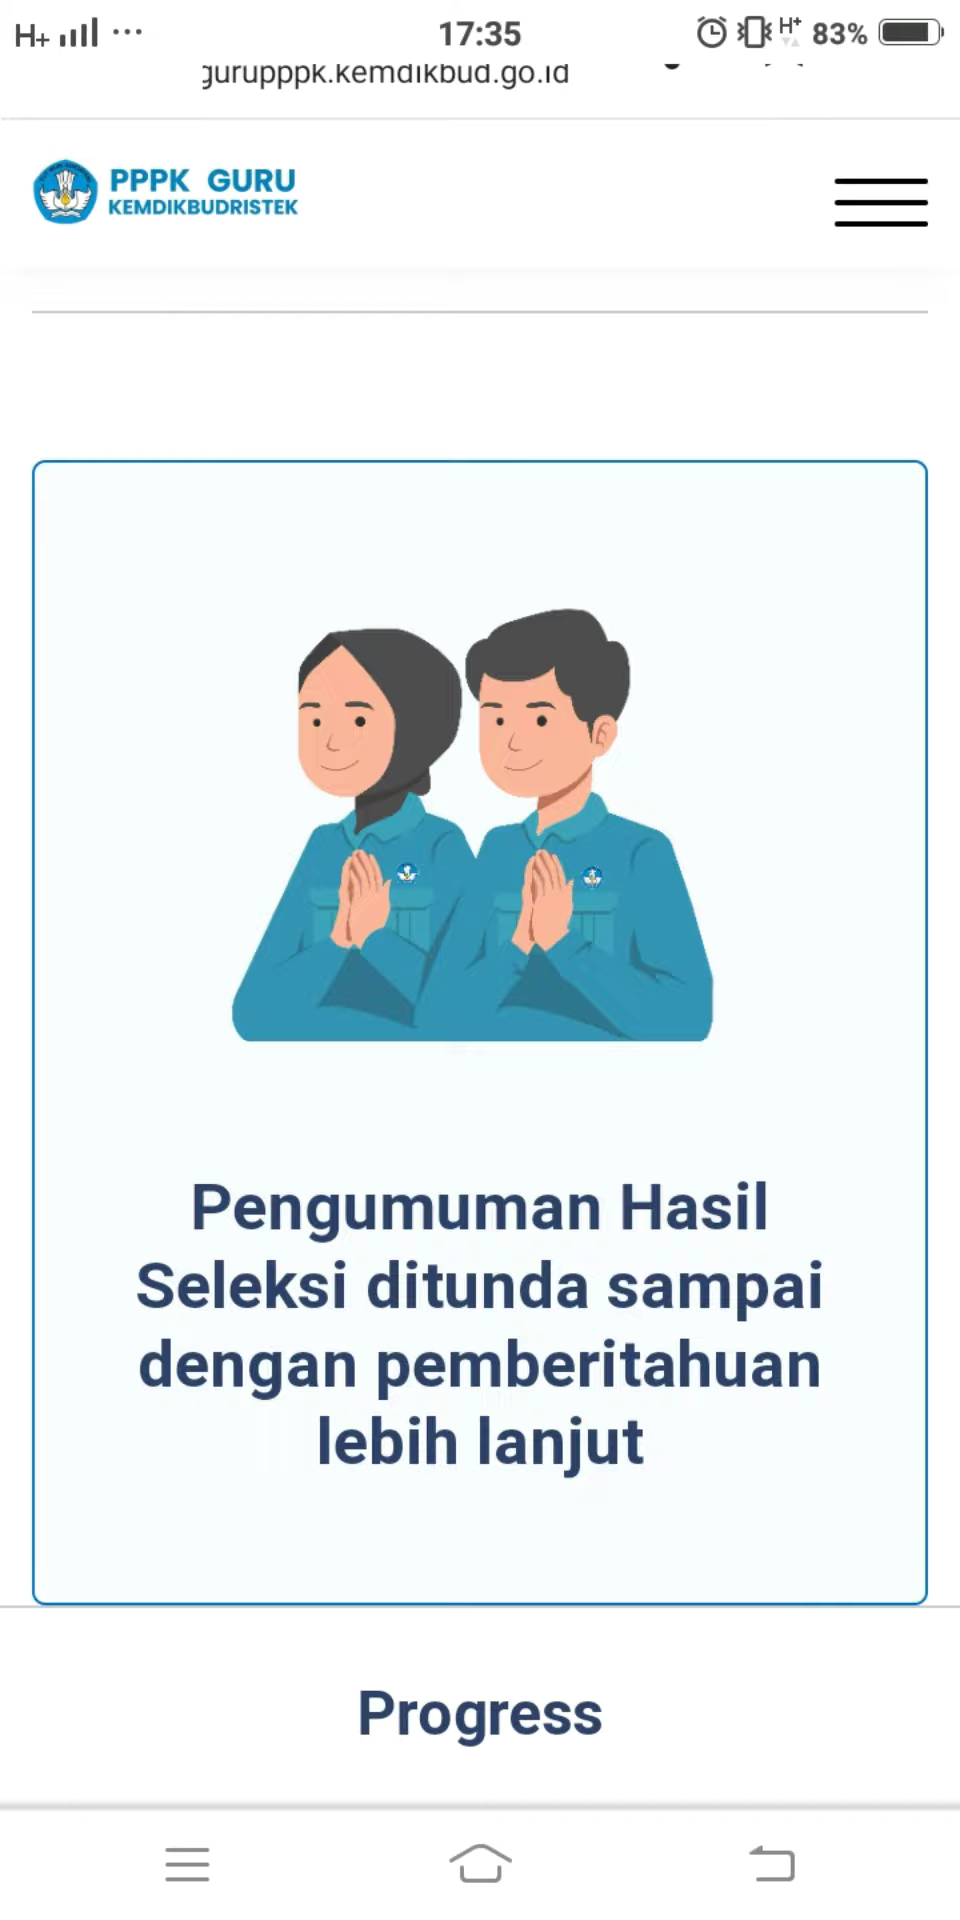 H+ ... 17:35 H+ 83%
gurupppk.kemdikbud.go.id
PPPK GURU
KEMDIKBUDRISTEK
Pengumuman Hasil
Seleksi ditunda sampai
dengan pemberitahuan
lebih lanjut
Progress